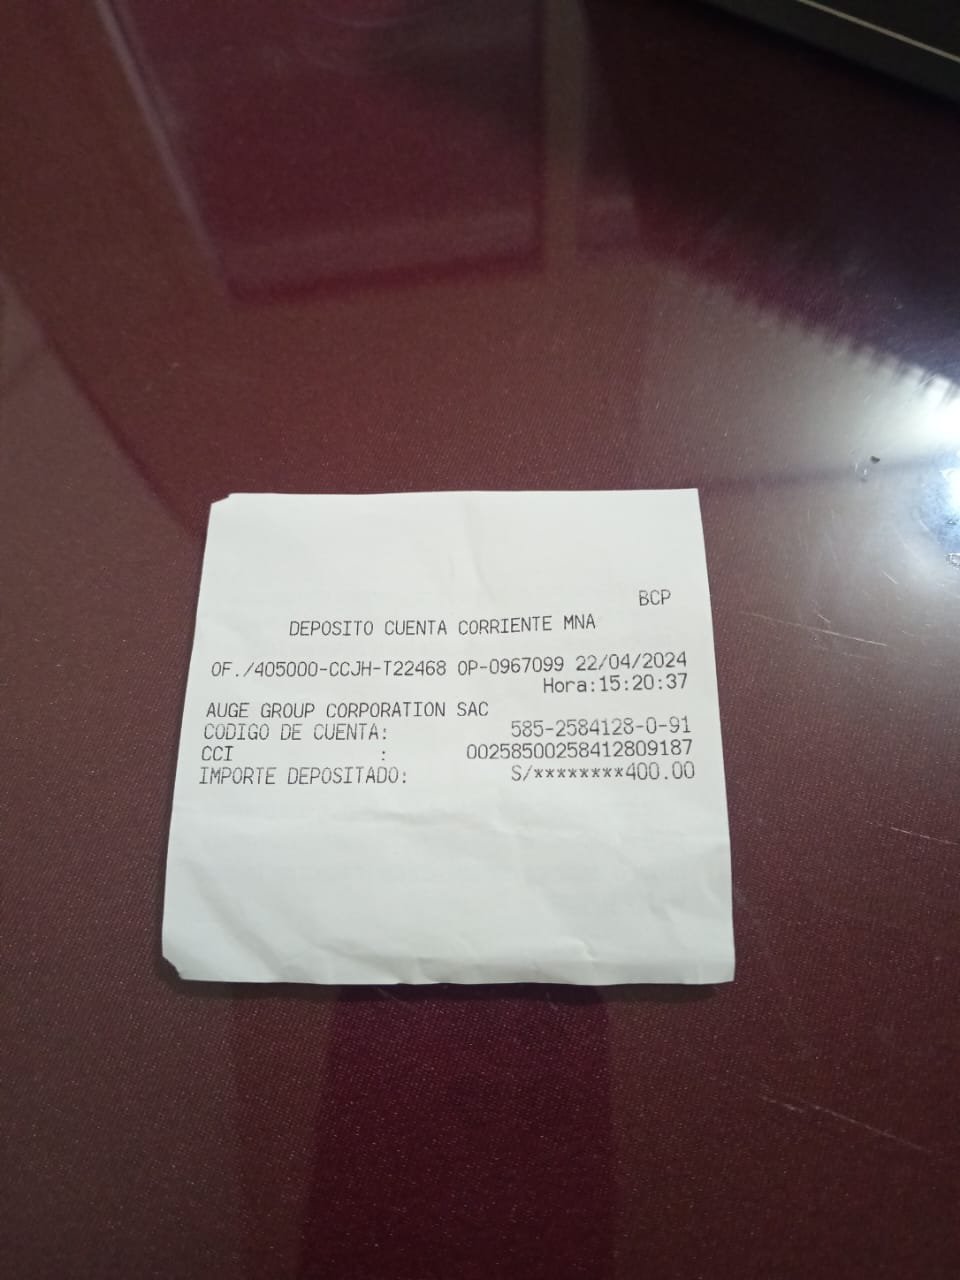 BCP
DEPOSITO CUENTA CORRIENTE MNA
OF./405000-CCJH-T22468 OP-0967099 22/04/2024
Hora:15:20:37
AUGE GROUP CORPORATION SAC
CODIGO DE CUENTA: 585-2584128-0-91
CCI : 00258500258412809187
IMPORTE DEPOSITADO: S/********400.00